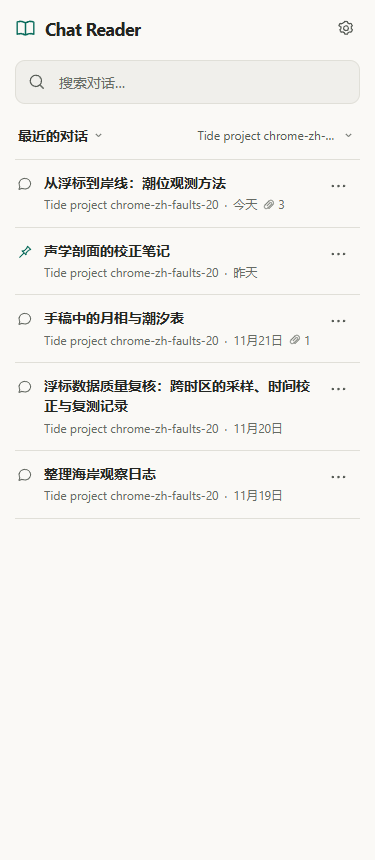 Chat Reader
搜索对话...
最近的对话
Tide project chrome-zh-...
从浮标到岸线：潮位观测方法
Tide project chrome-zh-faults-20 · 今天 3
声学剖面的校正笔记
Tide project chrome-zh-faults-20 · 昨天
手稿中的月相与潮汐表
Tide project chrome-zh-faults-20 · 11月21日 1
浮标数据质量复核：跨时区的采样、时间校
正与复测记录
Tide project chrome-zh-faults-20 · 11月20日
整理海岸观察日志
Tide project chrome-zh-faults-20 · 11月19日